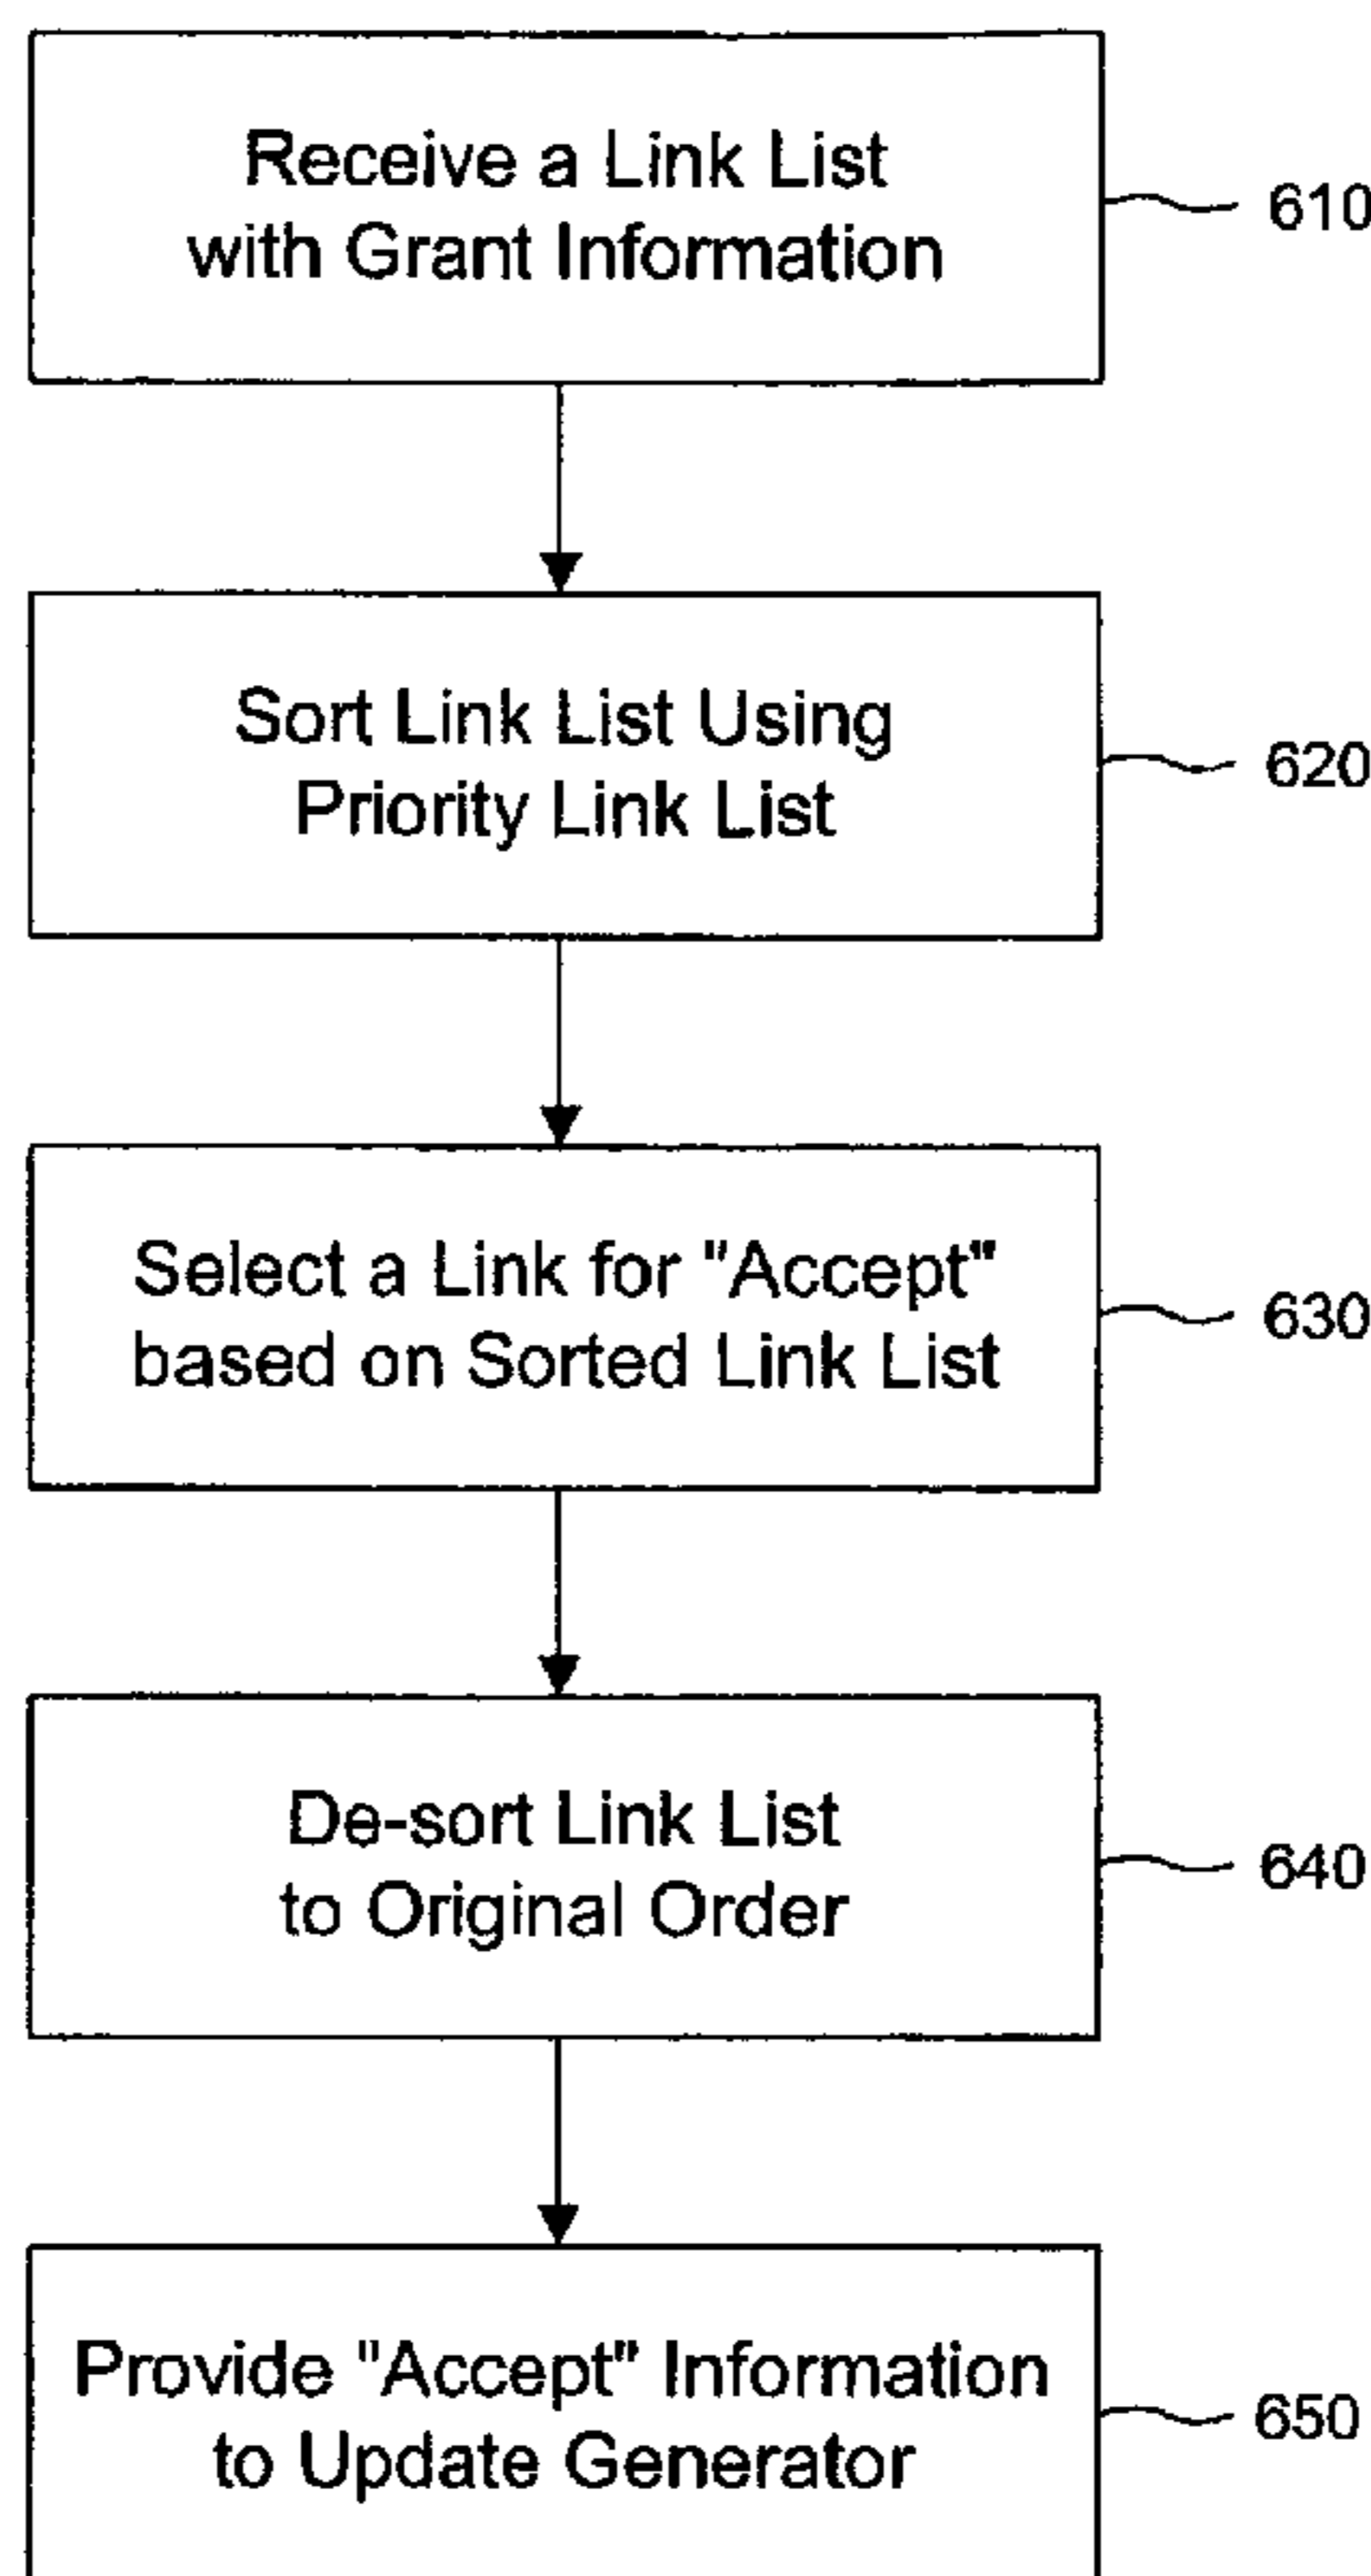 Receive a Link List
with Grant Information
610
Sort Link List Using
Priority Link List
620
Select a Link for "Accept"
based on Sorted Link List
630
De-sort Link List
to Original Order
640
Provide "Accept" Information
to Update Generator
650